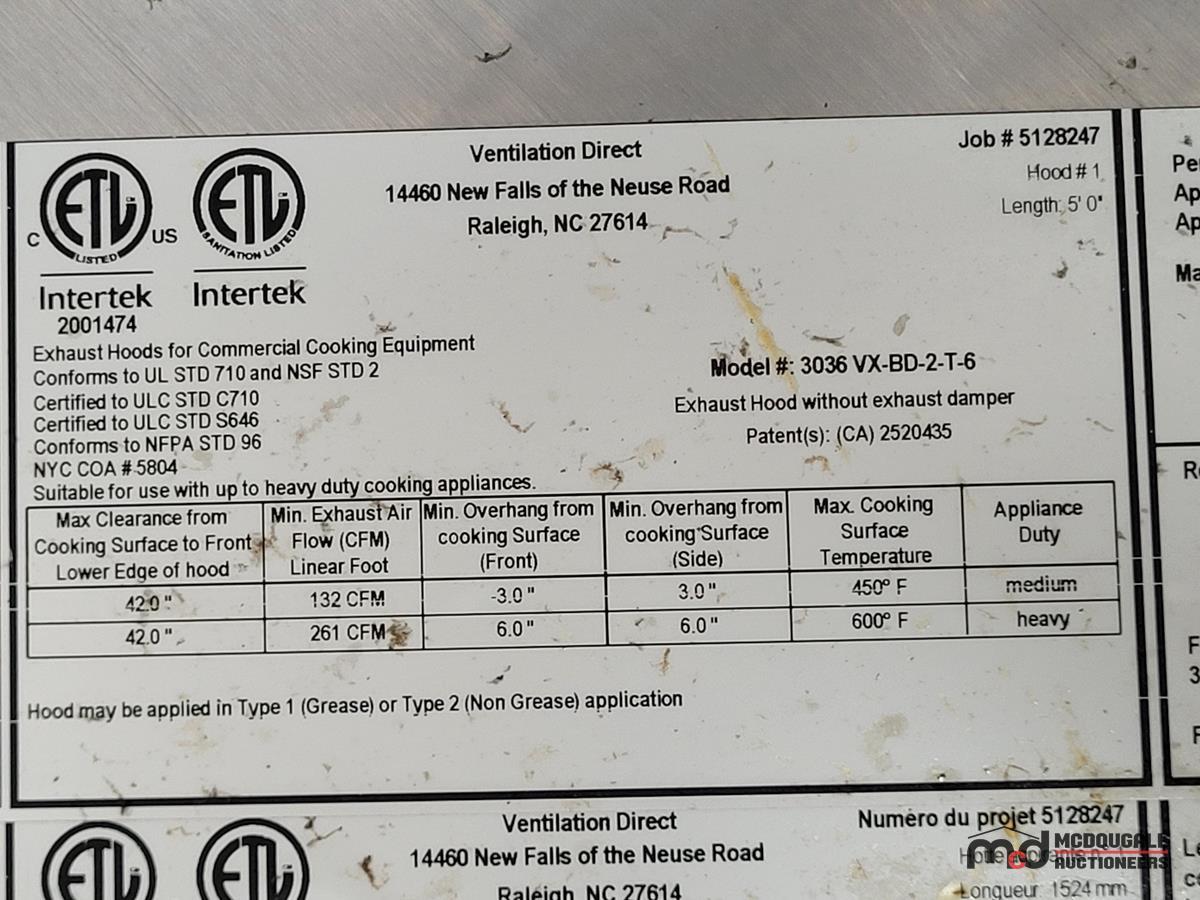 Ventilation Direct
14460 New Falls of the Neuse Road
Raleigh, NC 27614
Job # 5128247
Hood # 1
Length: 5' 0"
ETL ETL
C LISTED US SANITATION LISTED
Intertek Intertek
2001474
Exhaust Hoods for Commercial Cooking Equipment
Conforms to UL STD 710 and NSF STD 2
Certified to ULC STD C710
Certified to ULC STD S646
Conforms to NFPA STD 96
NYC COA # 5804
Suitable for use with up to heavy duty cooking appliances.
Model #: 3036 VX-BD-2-T-6
Exhaust Hood without exhaust damper
Patent(s): (CA) 2520435
Max Clearance from Cooking Surface to Front Lower Edge of hood
Min. Exhaust Air Flow (CFM) Linear Foot
Min. Overhang from cooking Surface (Front)
Min. Overhang from cooking Surface (Side)
Max. Cooking Surface Temperature
Appliance Duty
42.0 " 132 CFM -3.0 " 3.0 " 450º F medium
42.0 " 261 CFM 6.0 " 6.0 " 600º F heavy
Hood may be applied in Type 1 (Grease) or Type 2 (Non Grease) application
Ventilation Direct
14460 New Falls of the Neuse Road
Raleigh, NC 27614
Numéro du projet 5128247
Longueur: 1524 mm
ETL ETL
md MCDOUGALL
AUCTIONEERS